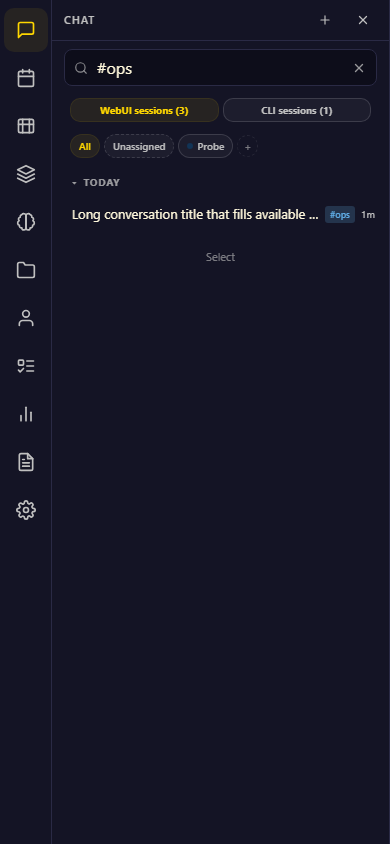 CHAT
#ops
WebUI sessions (3) CLI sessions (1)
All Unassigned Probe +
TODAY
Long conversation title that fills available ... #ops 1m
Select